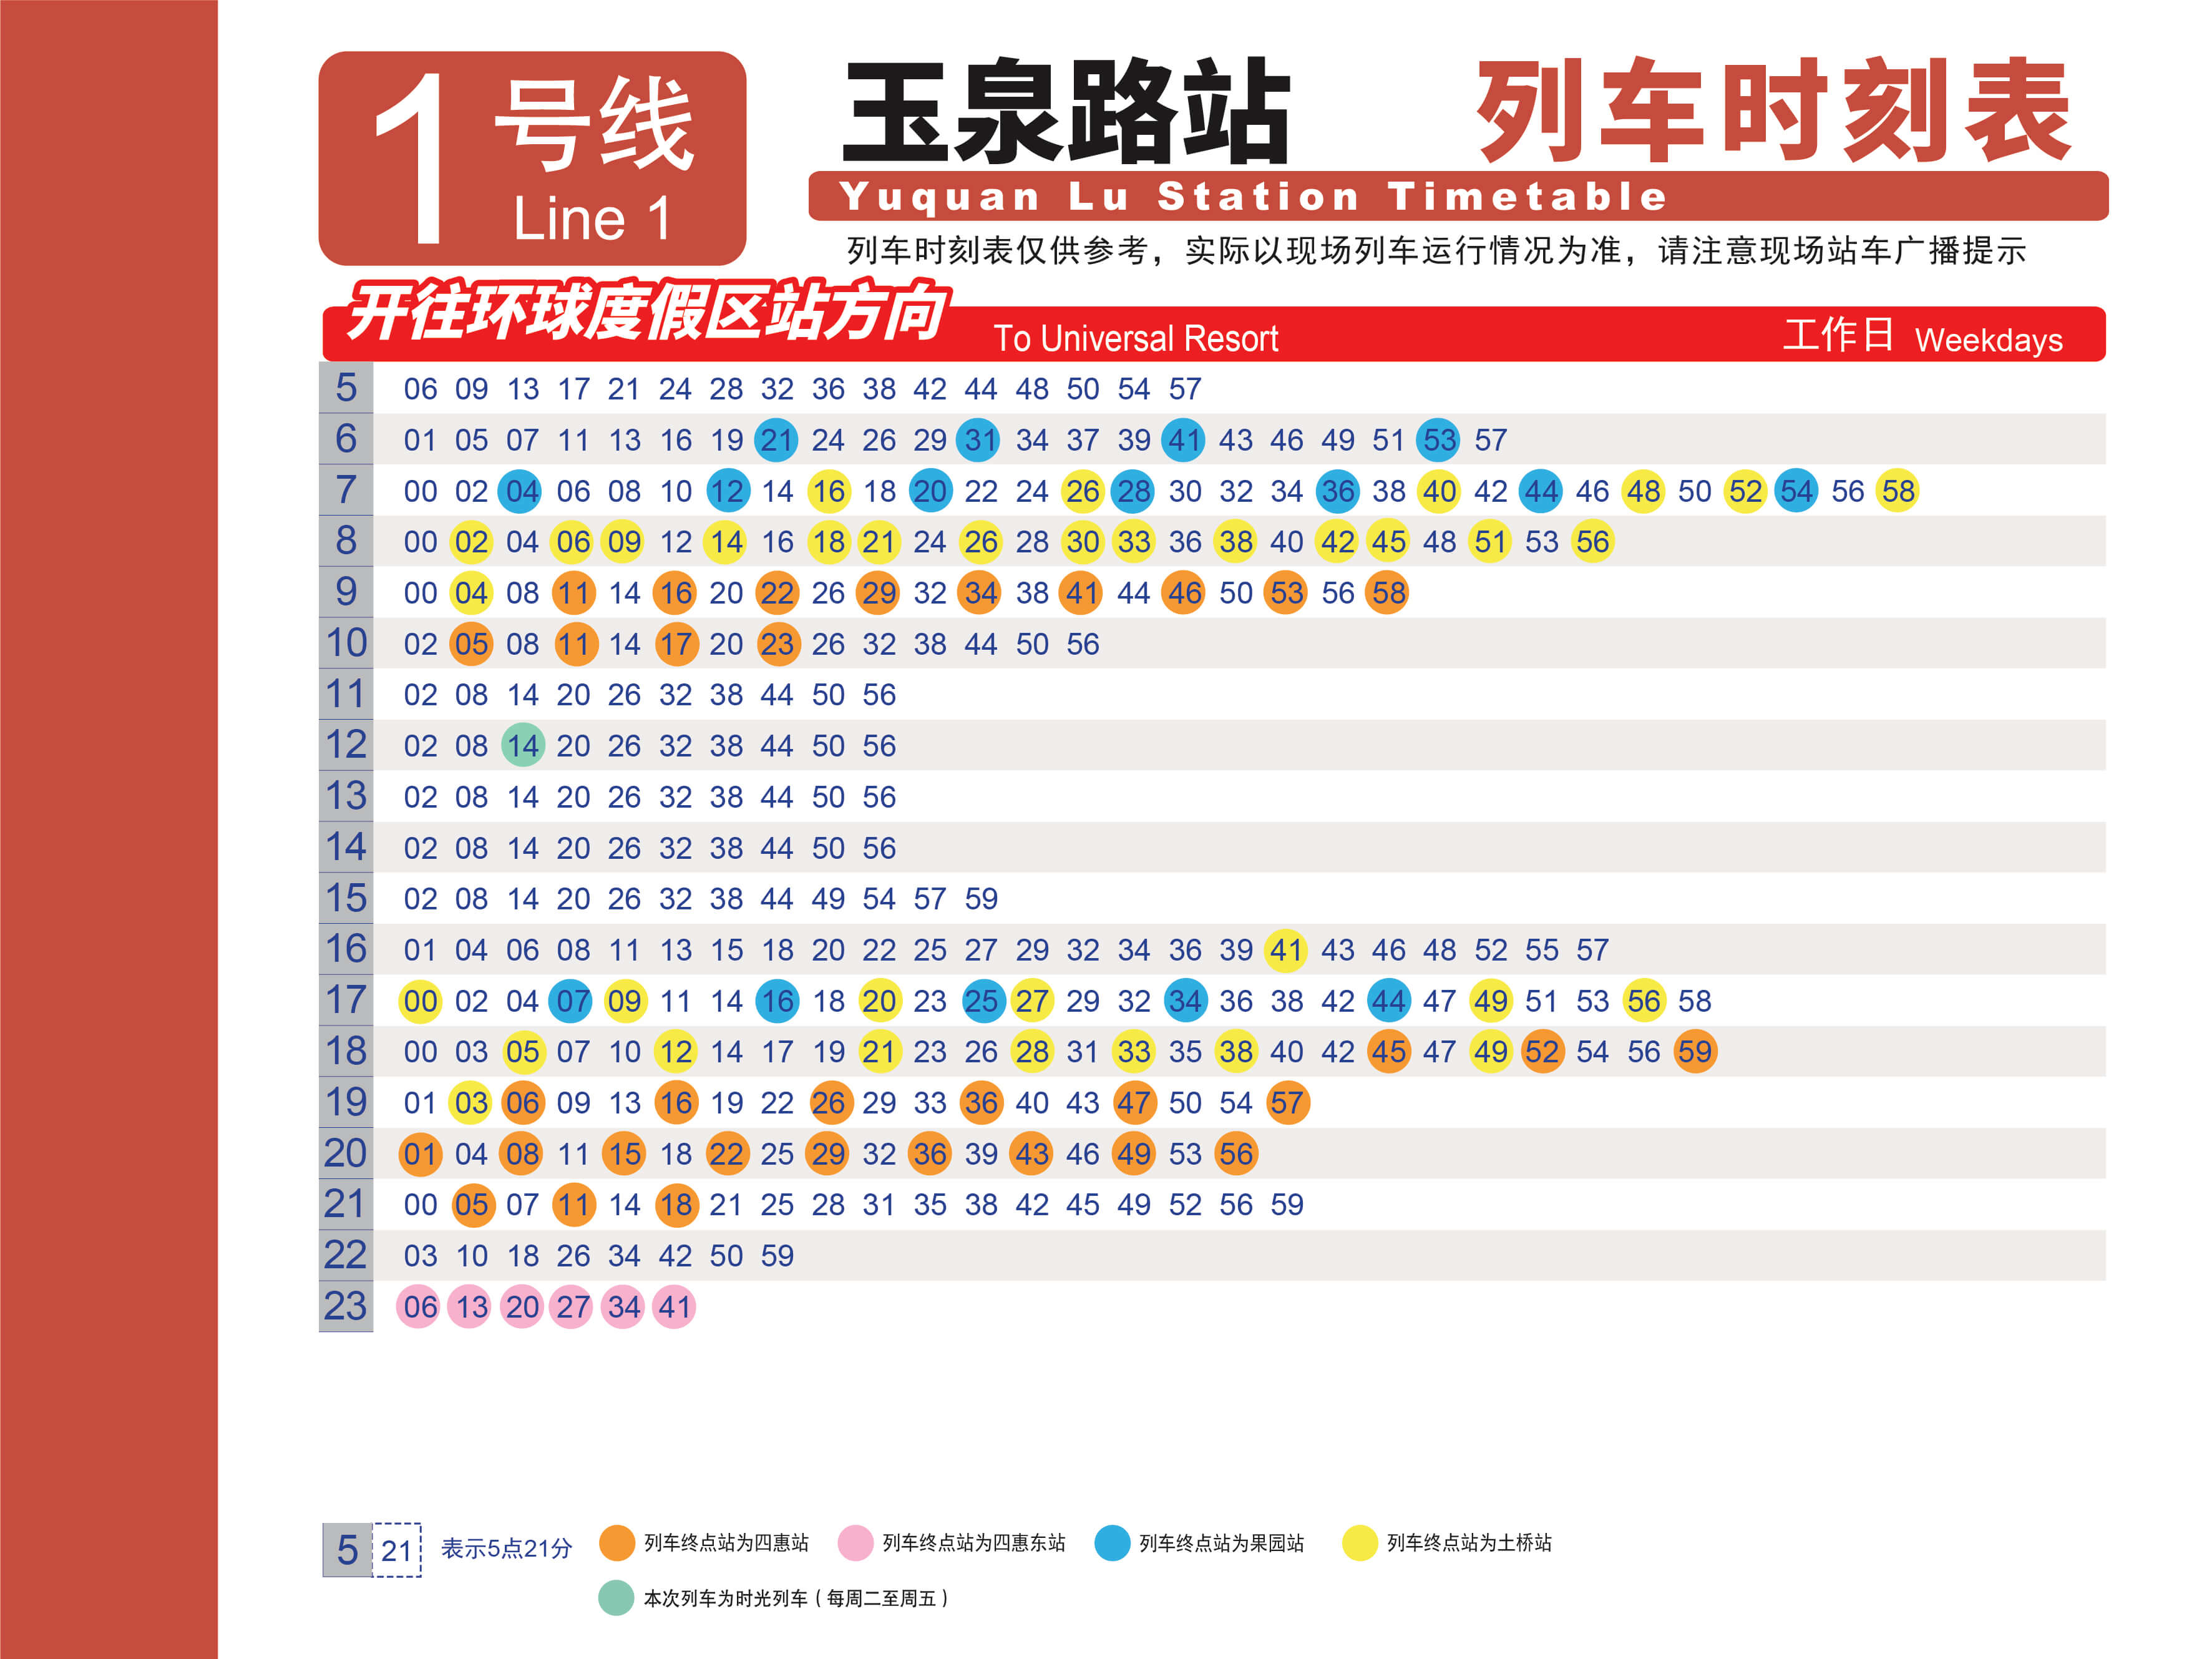 1号线
Line 1
玉泉路站 列车时刻表
Yuquan Lu Station Timetable
列车时刻表仅供参考，实际以现场列车运行情况为准，请注意现场站车广播提示
开往环球度假区站方向 To Universal Resort 工作日 Weekdays
5 06 09 13 17 21 24 28 32 36 38 42 44 48 50 54 57
6 01 05 07 11 13 16 19 21 24 26 29 31 34 37 39 41 43 46 49 51 53 57
7 00 02 04 06 08 10 12 14 16 18 20 22 24 26 28 30 32 34 36 38 40 42 44 46 48 50 52 54 56 58
8 00 02 04 06 09 12 14 16 18 21 24 26 28 30 33 36 38 40 42 45 48 51 53 56
9 00 04 08 11 14 16 20 22 26 29 32 34 38 41 44 46 50 53 56 58
10 02 05 08 11 14 17 20 23 26 32 38 44 50 56
11 02 08 14 20 26 32 38 44 50 56
12 02 08 14 20 26 32 38 44 50 56
13 02 08 14 20 26 32 38 44 50 56
14 02 08 14 20 26 32 38 44 50 56
15 02 08 14 20 26 32 38 44 49 54 57 59
16 01 04 06 08 11 13 15 18 20 22 25 27 29 32 34 36 39 41 43 46 48 52 55 57
17 00 02 04 07 09 11 14 16 18 20 23 25 27 29 32 34 36 38 42 44 47 49 51 53 56 58
18 00 03 05 07 10 12 14 17 19 21 23 26 28 31 33 35 38 40 42 45 47 49 52 54 56 59
19 01 03 06 09 13 16 19 22 26 29 33 36 40 43 47 50 54 57
20 01 04 08 11 15 18 22 25 29 32 36 39 43 46 49 53 56
21 00 05 07 11 14 18 21 25 28 31 35 38 42 45 49 52 56 59
22 03 10 18 26 34 42 50 59
23 06 13 20 27 34 41
5 21 表示5点21分 列车终点站为四惠站 列车终点站为四惠东站 列车终点站为果园站 列车终点站为土桥站
本次列车为时光列车（每周二至周五）